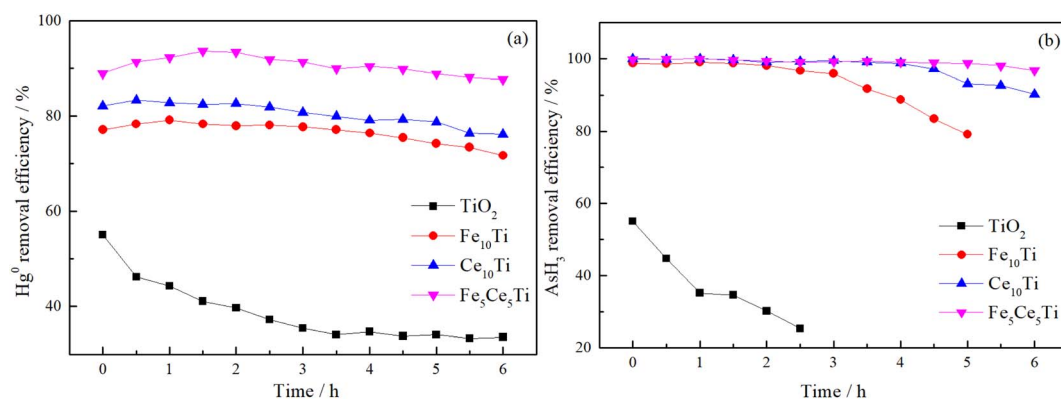 100
80
60
40
Hg⁰ removal efficiency / %
(a)
TiO₂
Fe₁₀Ti
Ce₁₀Ti
Fe₅Ce₅Ti
0 1 2 3 4 5 6
Time / h
100
80
60
40
20
AsH₃ removal efficiency / %
(b)
TiO₂
Fe₁₀Ti
Ce₁₀Ti
Fe₅Ce₅Ti
0 1 2 3 4 5 6
Time / h